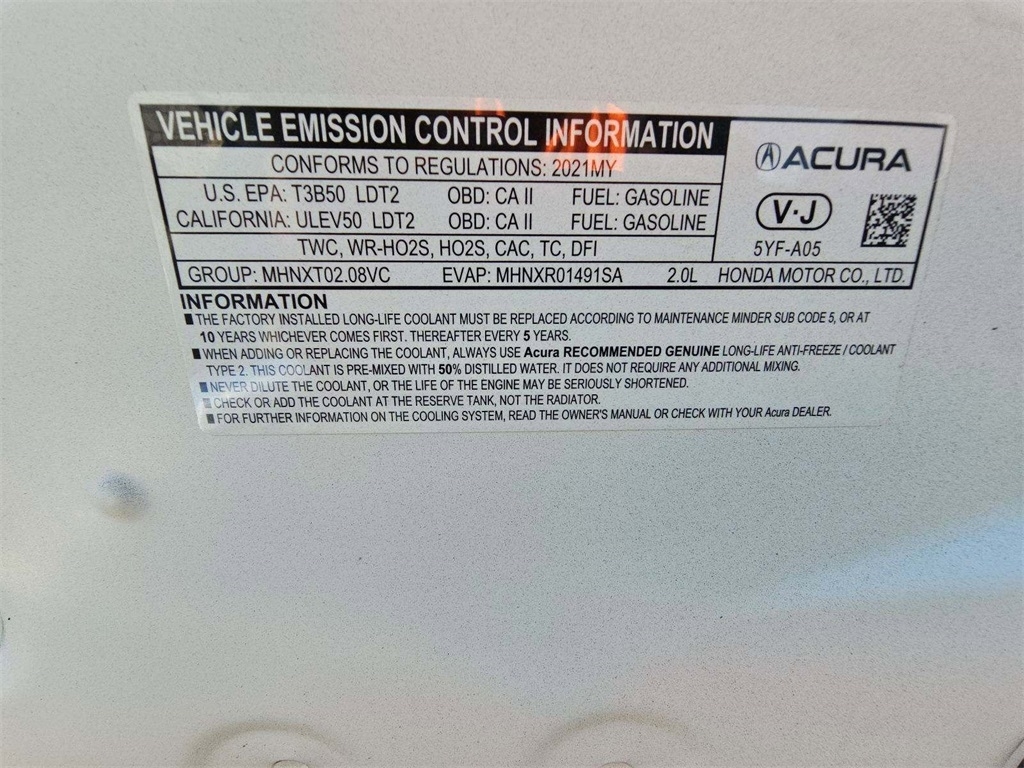 VEHICLE EMISSION CONTROL INFORMATION
CONFORMS TO REGULATIONS: 2021MY
U.S. EPA: T3B50 LDT2 OBD: CA II FUEL: GASOLINE
CALIFORNIA: ULEV50 LDT2 OBD: CA II FUEL: GASOLINE
TWC, WR-HO2S, HO2S, CAC, TC, DFI
GROUP: MHNXT02.08VC EVAP: MHNXR01491SA 2.0L
ACURA
V·J
5YF-A05
HONDA MOTOR CO., LTD.
INFORMATION
■ THE FACTORY INSTALLED LONG-LIFE COOLANT MUST BE REPLACED ACCORDING TO MAINTENANCE MINDER SUB CODE 5, OR AT
10 YEARS WHICHEVER COMES FIRST. THEREAFTER EVERY 5 YEARS.
■ WHEN ADDING OR REPLACING THE COOLANT, ALWAYS USE Acura RECOMMENDED GENUINE LONG-LIFE ANTI-FREEZE / COOLANT
TYPE 2. THIS COOLANT IS PRE-MIXED WITH 50% DISTILLED WATER. IT DOES NOT REQUIRE ANY ADDITIONAL MIXING.
■ NEVER DILUTE THE COOLANT, OR THE LIFE OF THE ENGINE MAY BE SERIOUSLY SHORTENED.
■ CHECK OR ADD THE COOLANT AT THE RESERVE TANK, NOT THE RADIATOR.
■ FOR FURTHER INFORMATION ON THE COOLING SYSTEM, READ THE OWNER'S MANUAL OR CHECK WITH YOUR Acura DEALER.